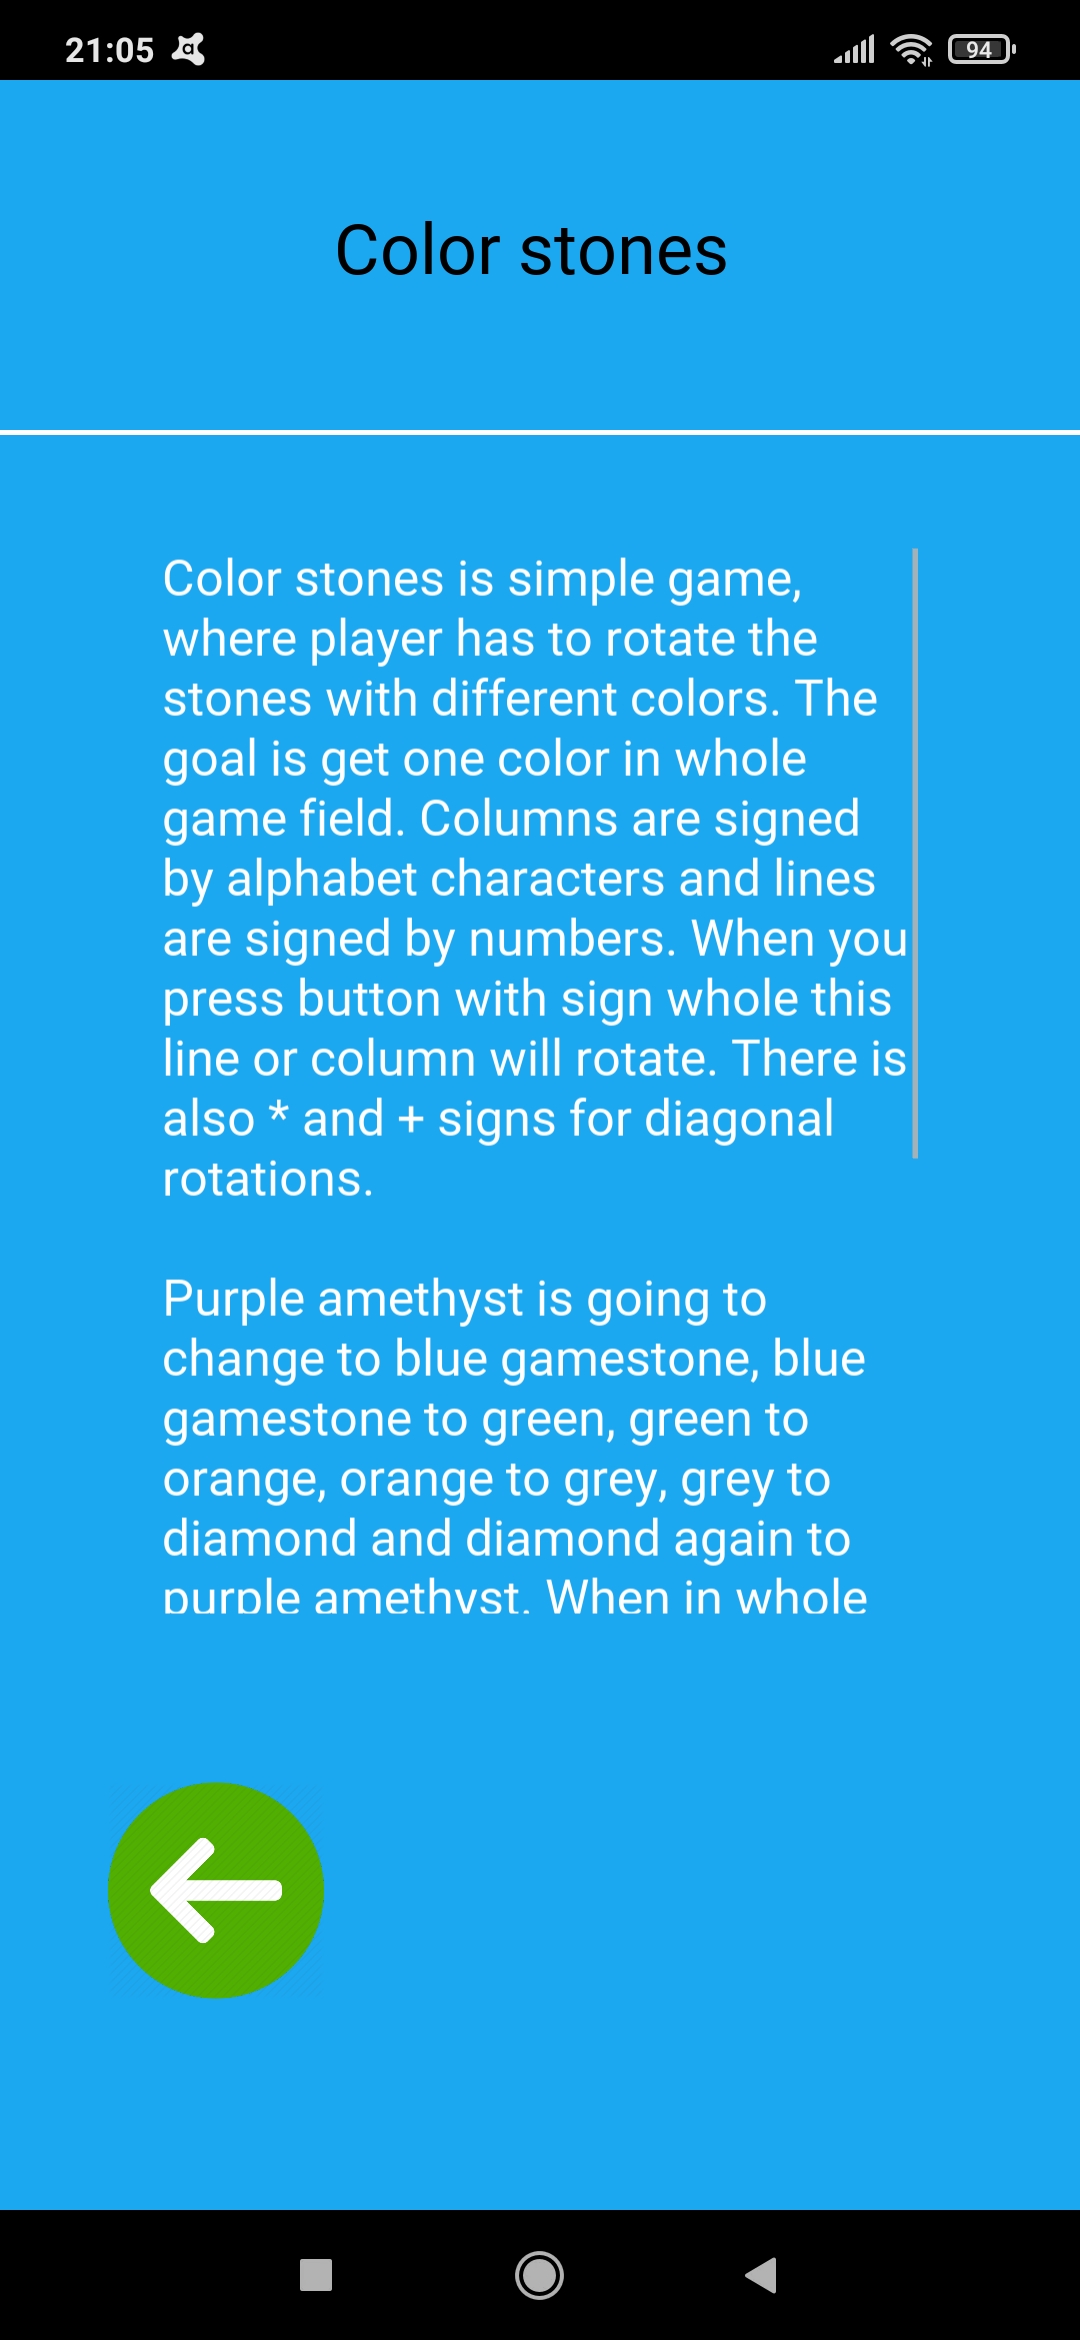 21:05
94
Color stones
Color stones is simple game,
where player has to rotate the
stones with different colors. The
goal is get one color in whole
game field. Columns are signed
by alphabet characters and lines
are signed by numbers. When you
press button with sign whole this
line or column will rotate. There is
also * and + signs for diagonal
rotations.
Purple amethyst is going to
change to blue gamestone, blue
gamestone to green, green to
orange, orange to grey, grey to
diamond and diamond again to
purple amethyst. When in whole